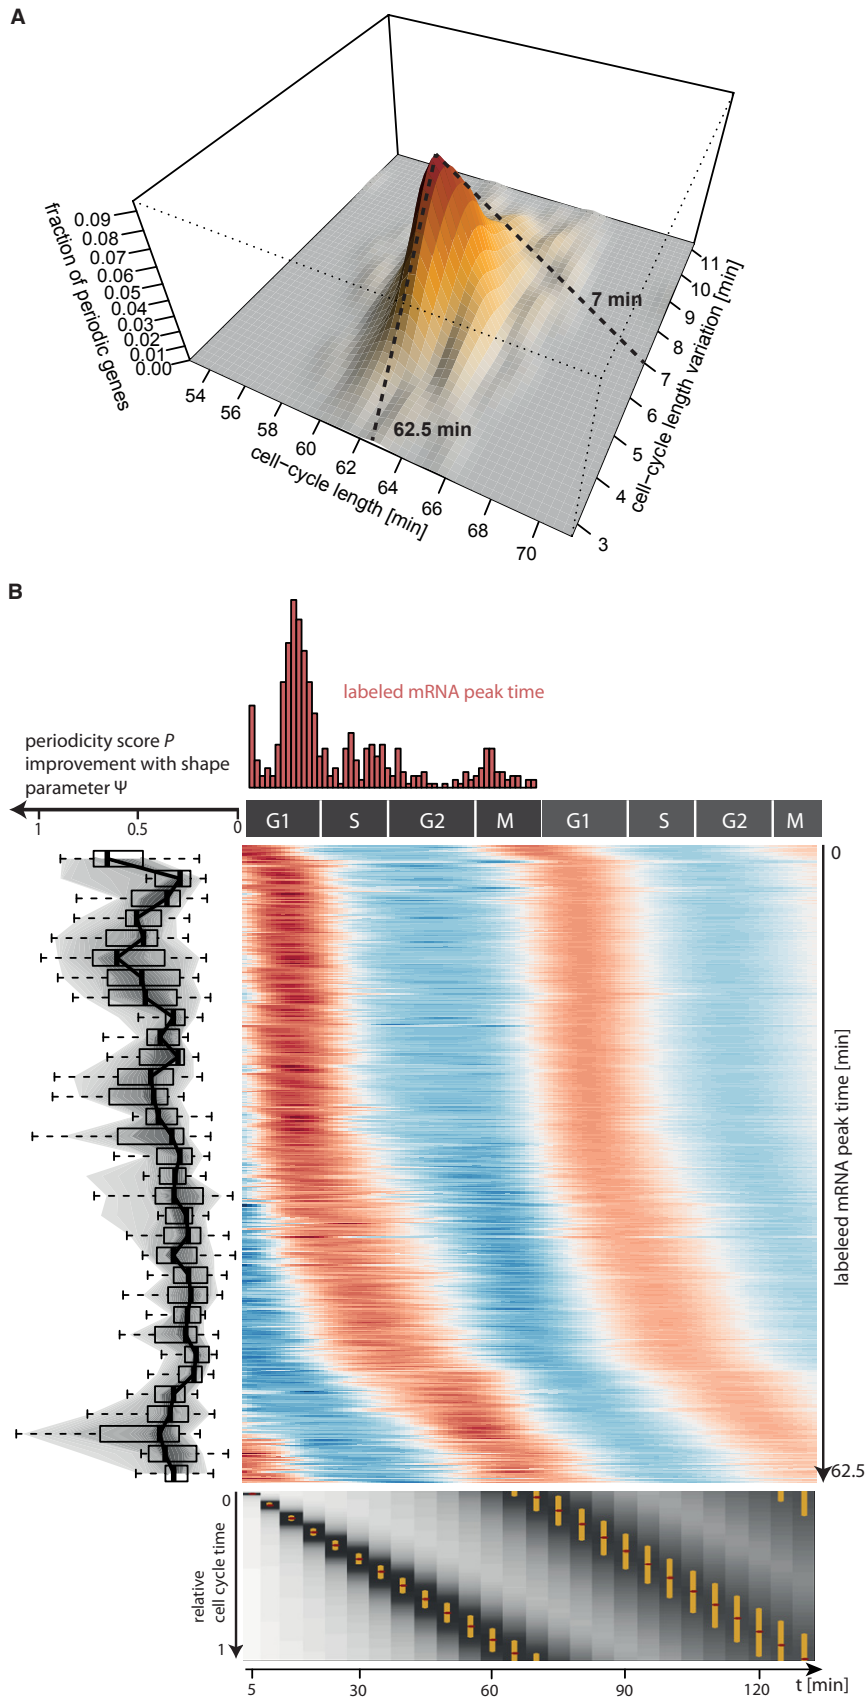 A
0.09
0.08
0.07
0.06
0.05
0.04
0.03
0.02
0.01
0.00
fraction of periodic genes
54
56
58
60
62
64
66
68
70
cell-cycle length [min]
3
4
5
6
7
8
9
10
11
cell-cycle length variation [min]
7 min
62.5 min
B
labeled mRNA peak time
periodicity score P
improvement with shape
parameter Ψ
1 0.5 0
G1 S G2 M G1 S G2 M
0
labeleed mRNA peak time [min]
62.5
0
relative
cell cycle time
1
5 30 60 90 120 t [min]